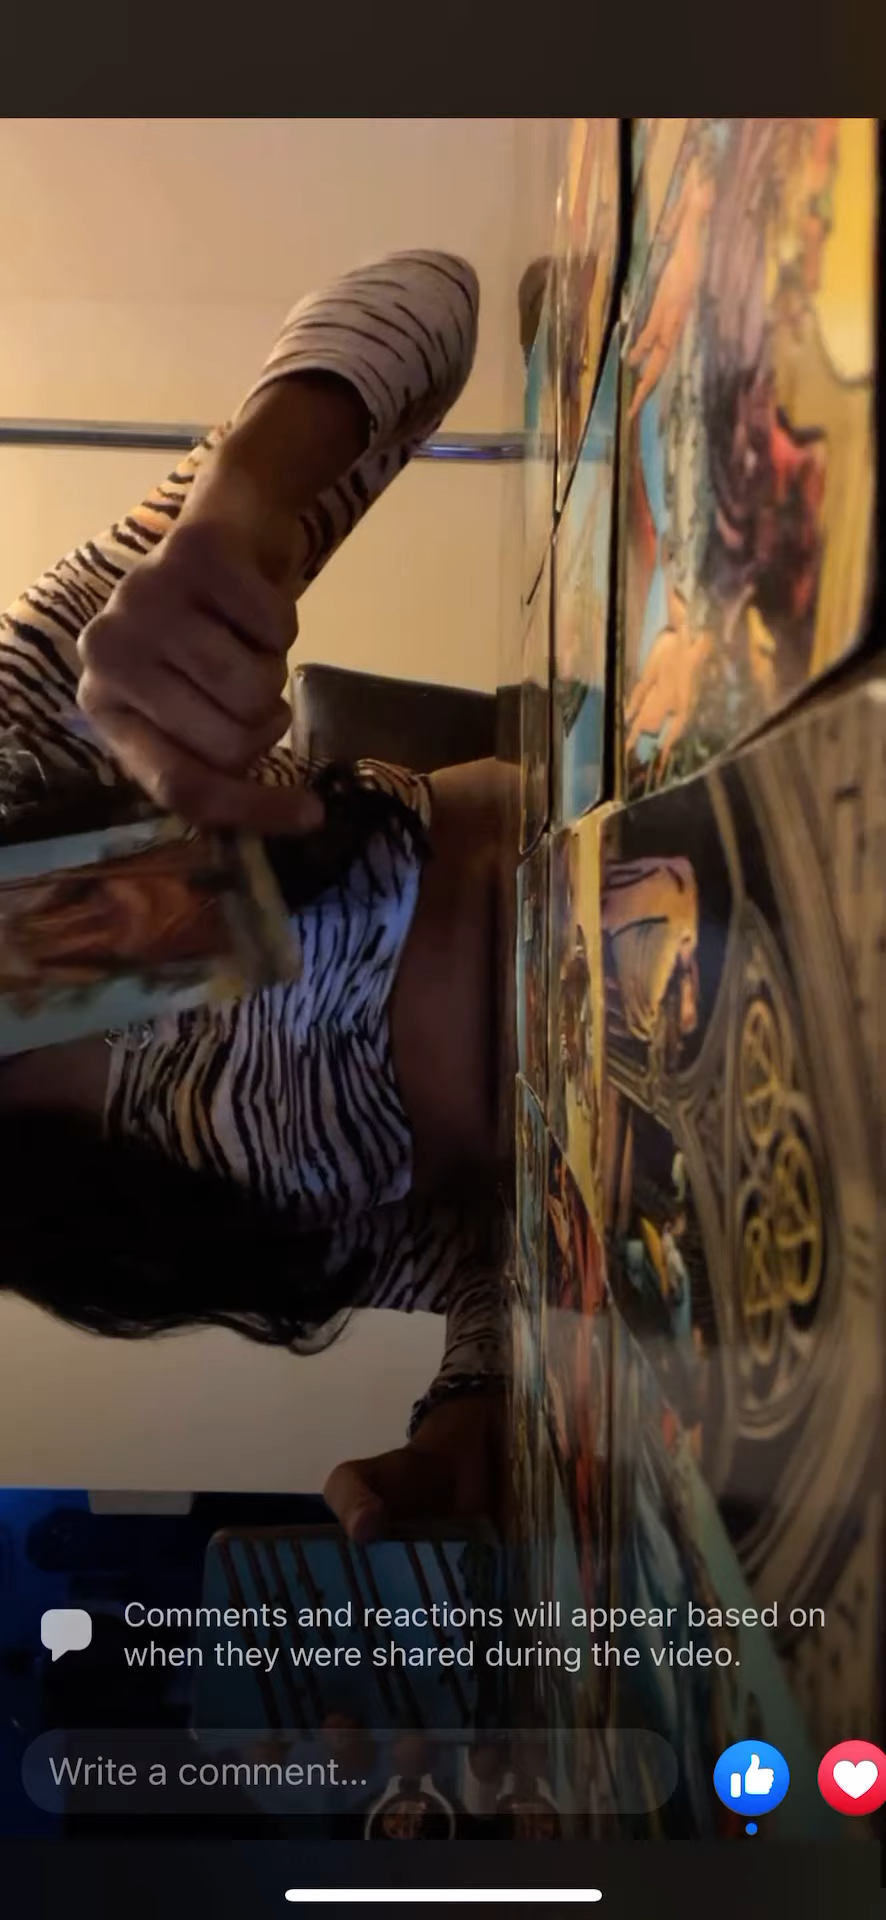 Comments and reactions will appear based on
when they were shared during the video.
Write a comment...